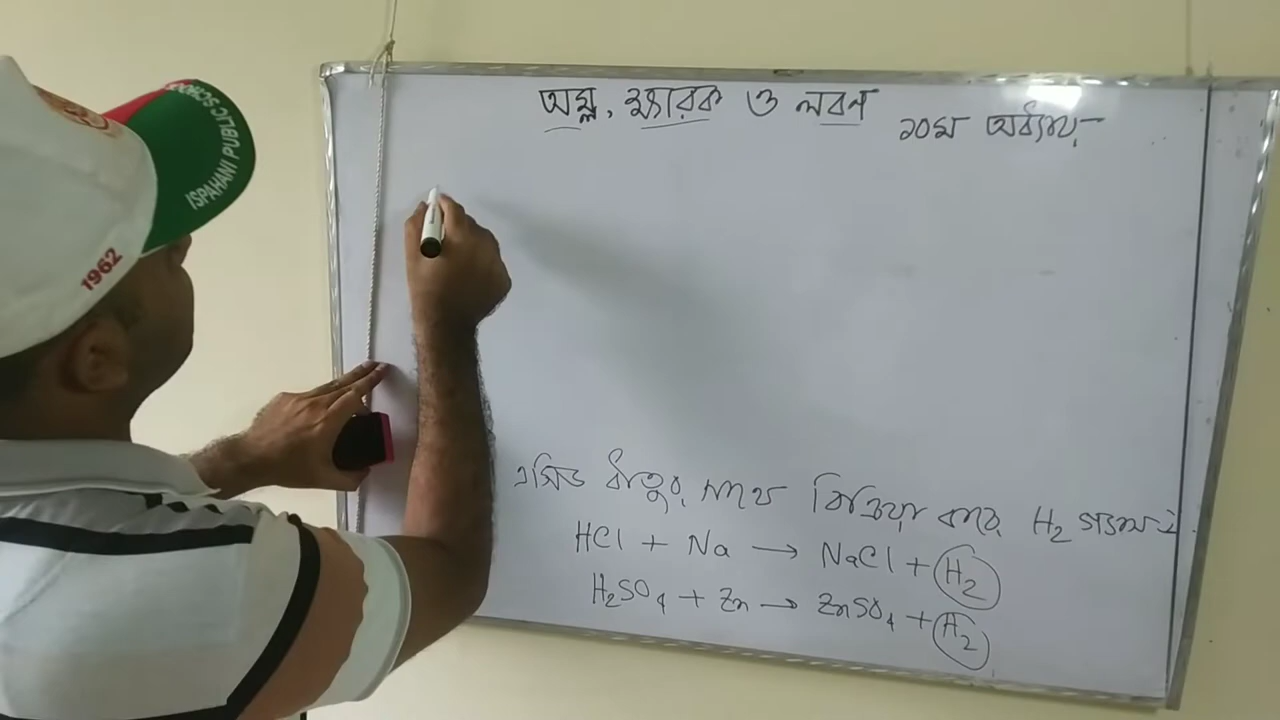 ISPAHANI PUBLIC SCHOOL
1962
অম্ল, ক্ষারক ও লবণ
১০ম অধ্যায়
এসিড ধাতুর সাথে বিক্রিয়া করে H₂ গ্যাস
HCl + Na → NaCl + H₂
H₂SO₄ + Zn → ZnSO₄ + H₂